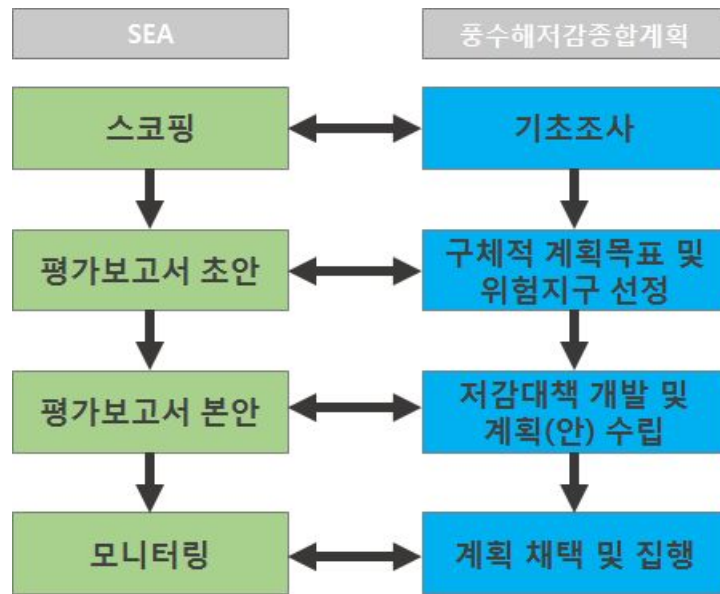 SEA
풍수해저감종합계획
스코핑
기초조사
평가보고서 초안
구체적 계획목표 및
위험지구 선정
평가보고서 본안
저감대책 개발 및
계획(안) 수립
모니터링
계획 채택 및 집행